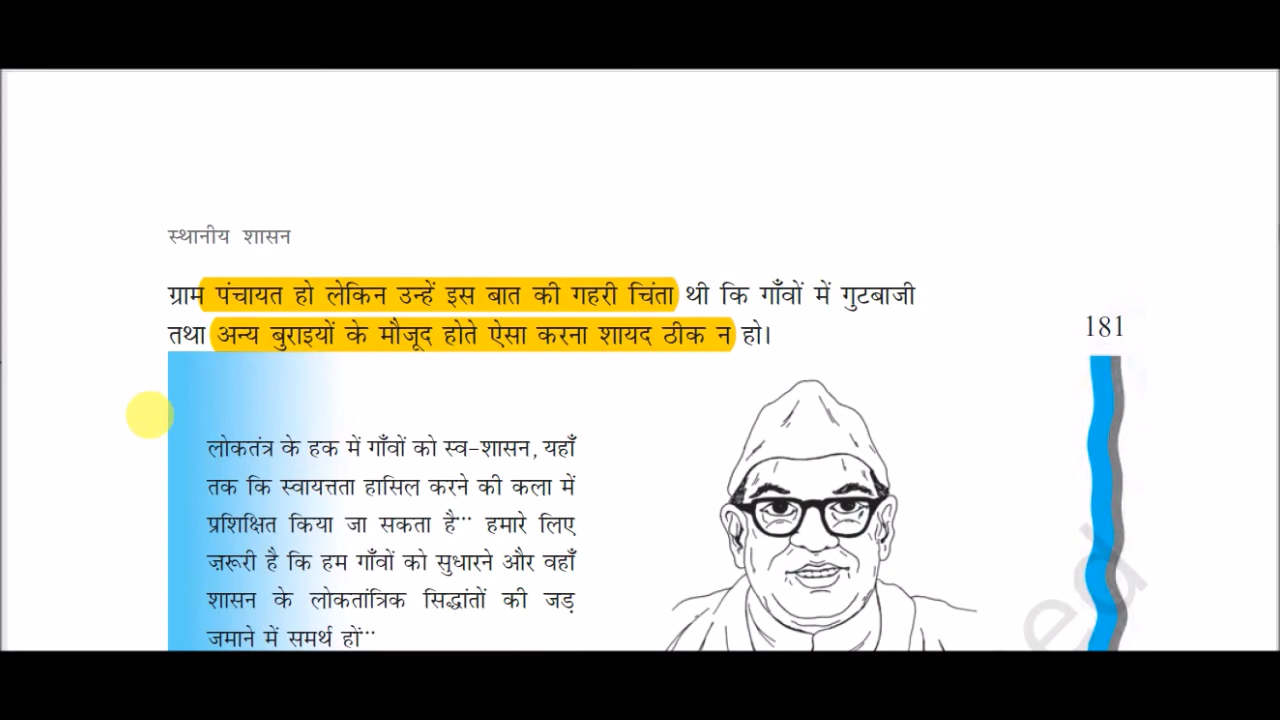 स्थानीय शासन
ग्राम पंचायत हो लेकिन उन्हें इस बात की गहरी चिंता थी कि गाँवों में गुटबाजी
तथा अन्य बुराइयों के मौजूद होते ऐसा करना शायद ठीक न हो।
181
लोकतंत्र के हक में गाँवों को स्व-शासन, यहाँ
तक कि स्वायत्तता हासिल करने की कला में
प्रशिक्षित किया जा सकता है... हमारे लिए
ज़रूरी है कि हम गाँवों को सुधारने और वहाँ
शासन के लोकतांत्रिक सिद्धांतों की जड़
जमाने में समर्थ हों...
ed